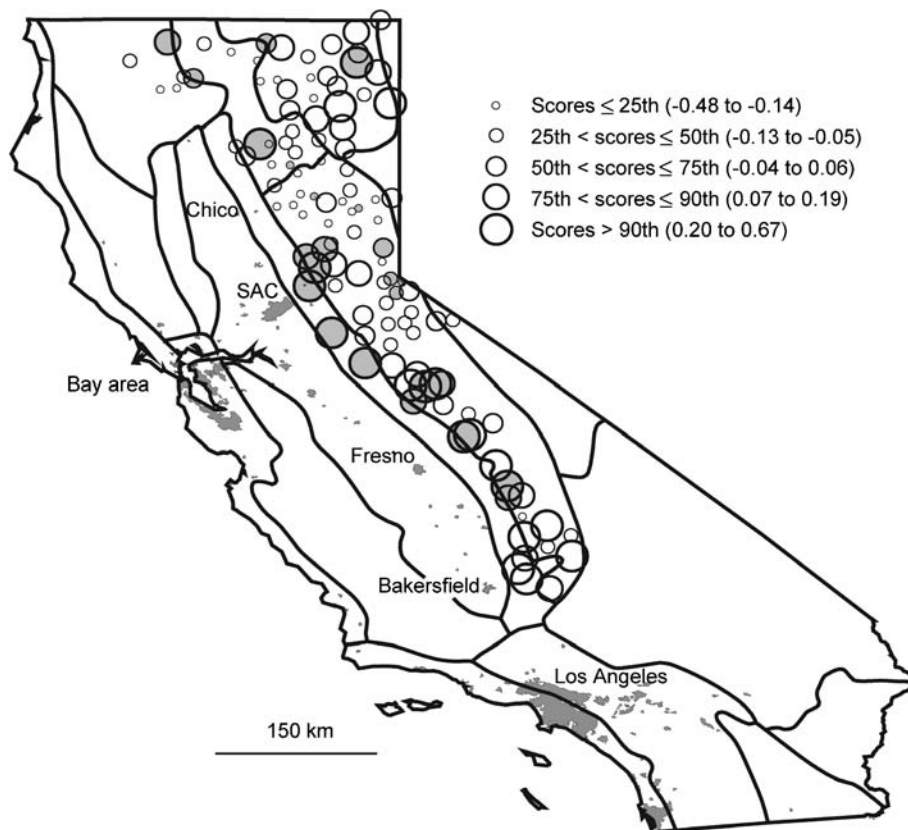 Scores ≤ 25th (-0.48 to -0.14)
25th < scores ≤ 50th (-0.13 to -0.05)
50th < scores ≤ 75th (-0.04 to 0.06)
75th < scores ≤ 90th (0.07 to 0.19)
Scores > 90th (0.20 to 0.67)
Chico
SAC
Bay area
Fresno
Bakersfield
Los Angeles
150 km